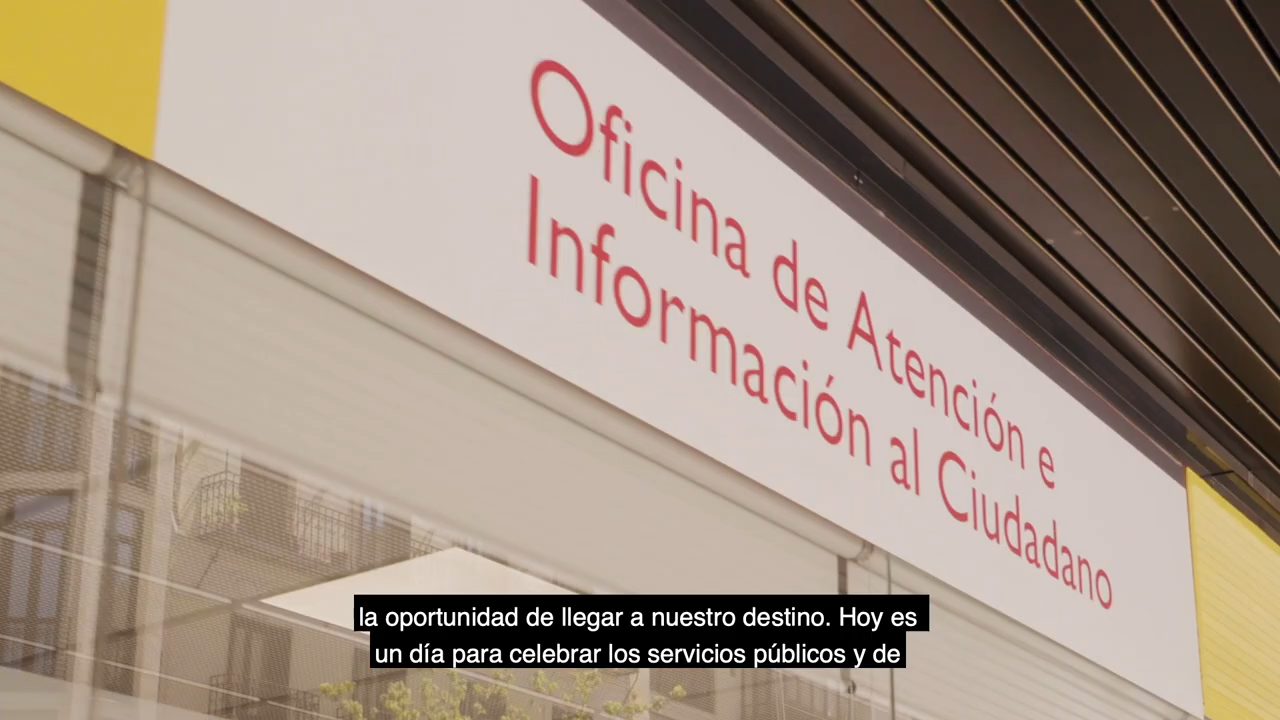 Oficina de Atención e
Información al Ciudadano
la oportunidad de llegar a nuestro destino. Hoy es
un día para celebrar los servicios públicos y de